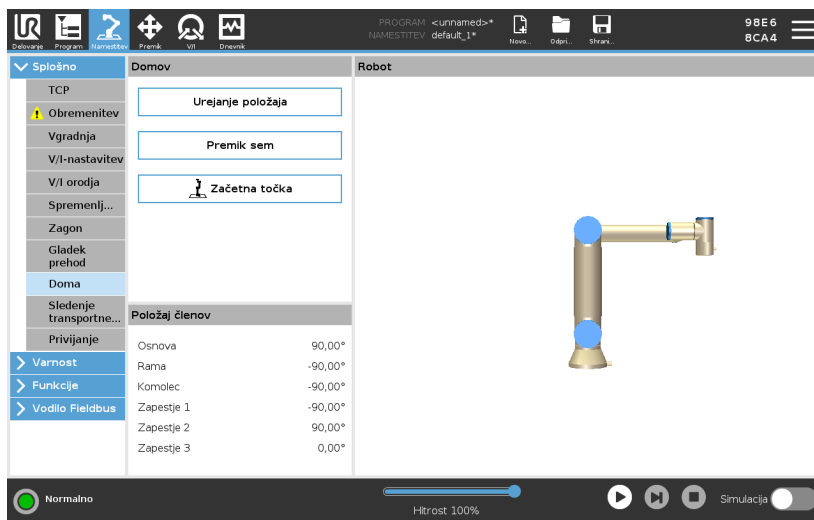 UR
Delovanje
Program
Namestitev
Premik
V/I
Dnevnik
PROGRAM <unnamed>*
NAMESTITEV default_1*
Novo...
Odpri...
Shrani...
98E6
8CA4
Splošno
TCP
Obremenitev
Vgradnja
V/I-nastavitev
V/I orodja
Spremenlj...
Zagon
Gladek
prehod
Doma
Sledenje
transportne...
Privijanje
Varnost
Funkcije
Vodilo Fieldbus
Domov
Urejanje položaja
Premik sem
Začetna točka
Položaj členov
Osnova 90,00°
Rama -90,00°
Komolec -90,00°
Zapestje 1 -90,00°
Zapestje 2 90,00°
Zapestje 3 0,00°
Robot
Normalno
Hitrost 100%
Simulacija